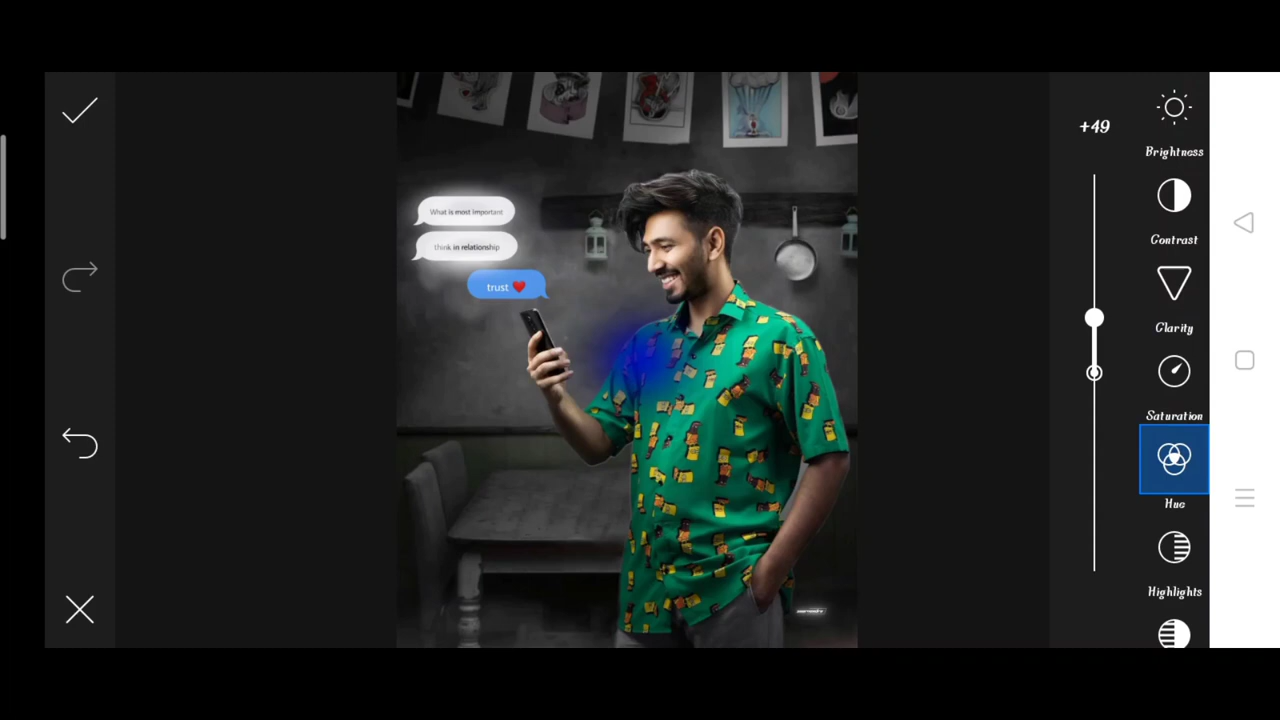 +49
Brightness
Contrast
Clarity
Saturation
Hue
Highlights
What is most important
think in relationship
trust ❤️